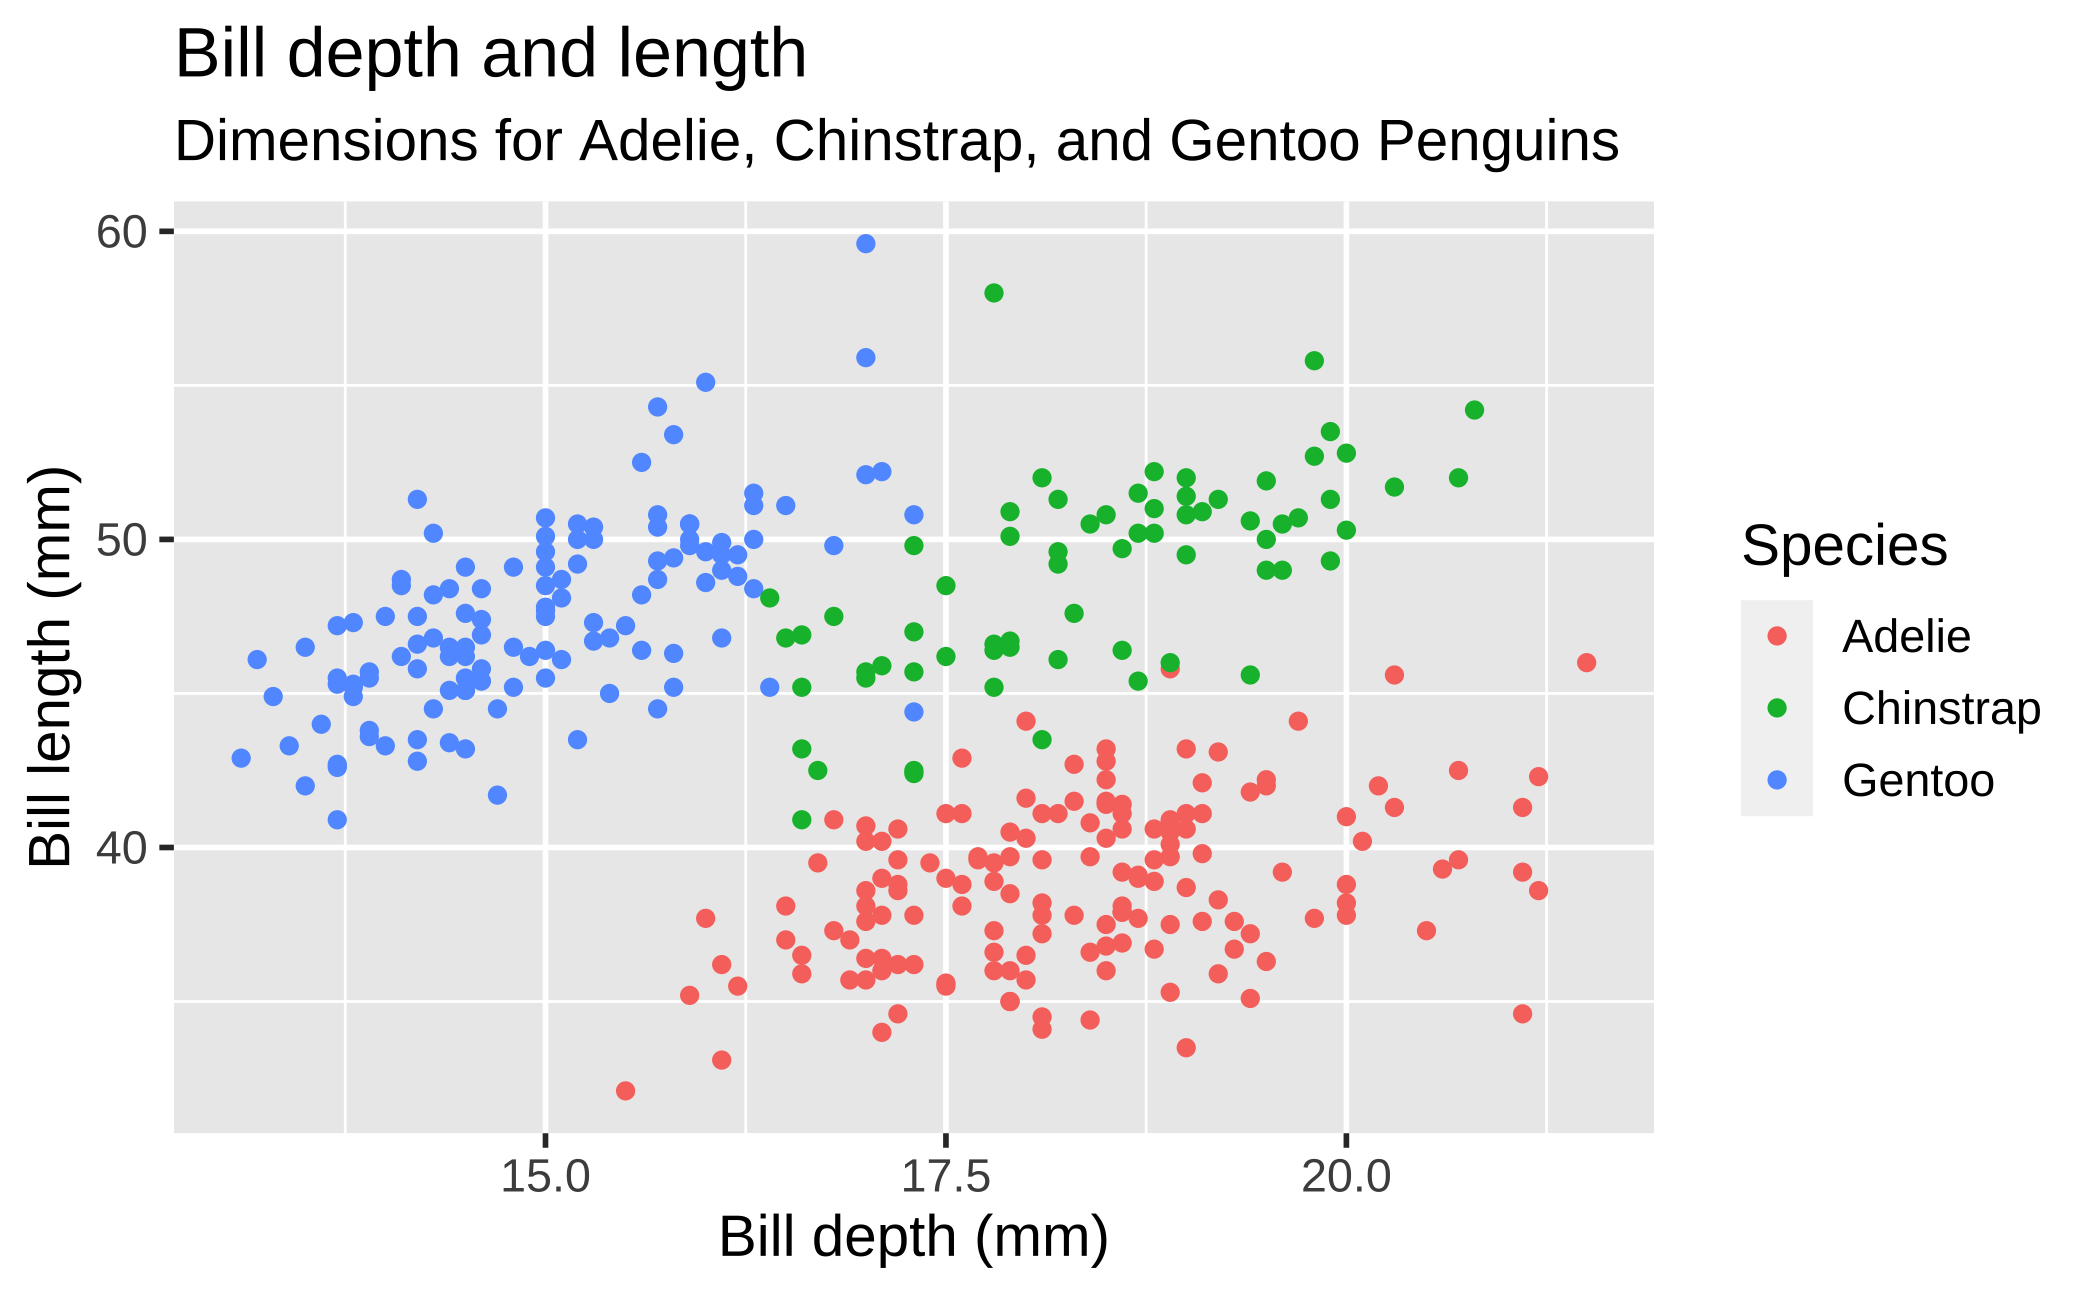 Bill depth and length
Dimensions for Adelie, Chinstrap, and Gentoo Penguins
60
50
40
Bill length (mm)
15.0 17.5 20.0
Bill depth (mm)
Species
Adelie
Chinstrap
Gentoo